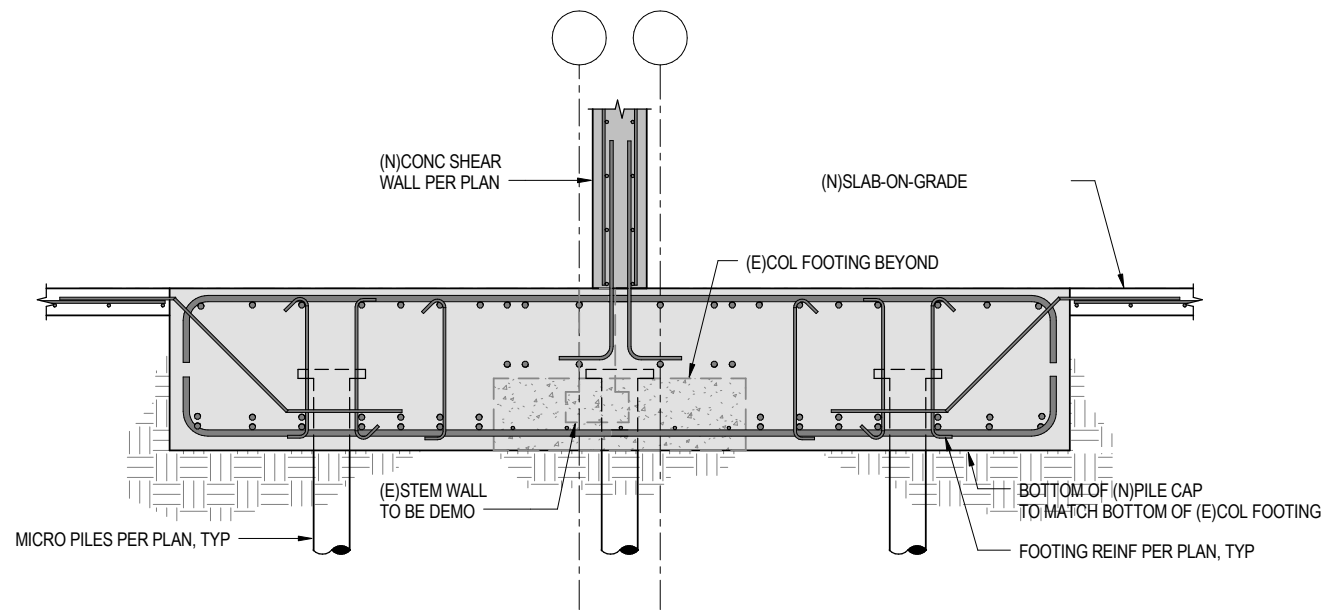 (N)CONC SHEAR
WALL PER PLAN
(N)SLAB-ON-GRADE
(E)COL FOOTING BEYOND
(E)STEM WALL
TO BE DEMO
MICRO PILES PER PLAN, TYP
BOTTOM OF (N)PILE CAP
TO MATCH BOTTOM OF (E)COL FOOTING
FOOTING REINF PER PLAN, TYP